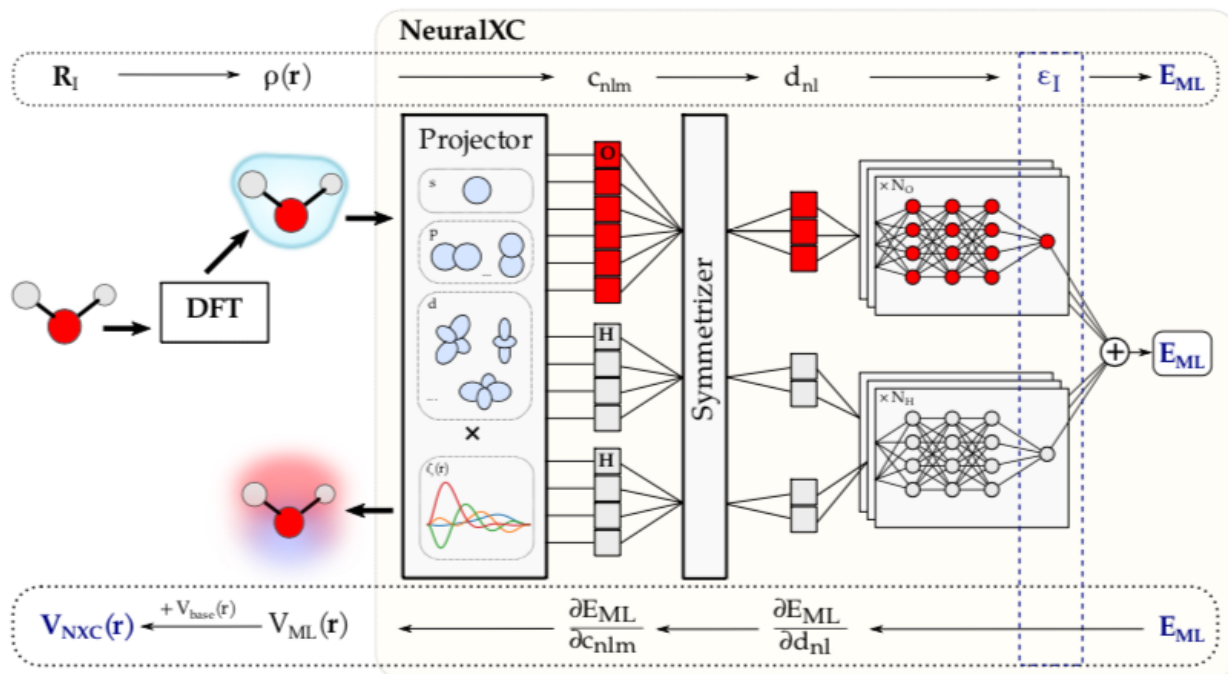 NeuralXC
R_I ρ(r) c_nlm d_nl ε_I E_ML
Projector
s
p
...
d
...
×
ζ(r)
DFT
O
H
H
Symmetrizer
×N_O
×N_H
+
E_ML
V_NXC(r) + V_base(r) V_ML(r) ∂E_ML/∂c_nlm ∂E_ML/∂d_nl E_ML